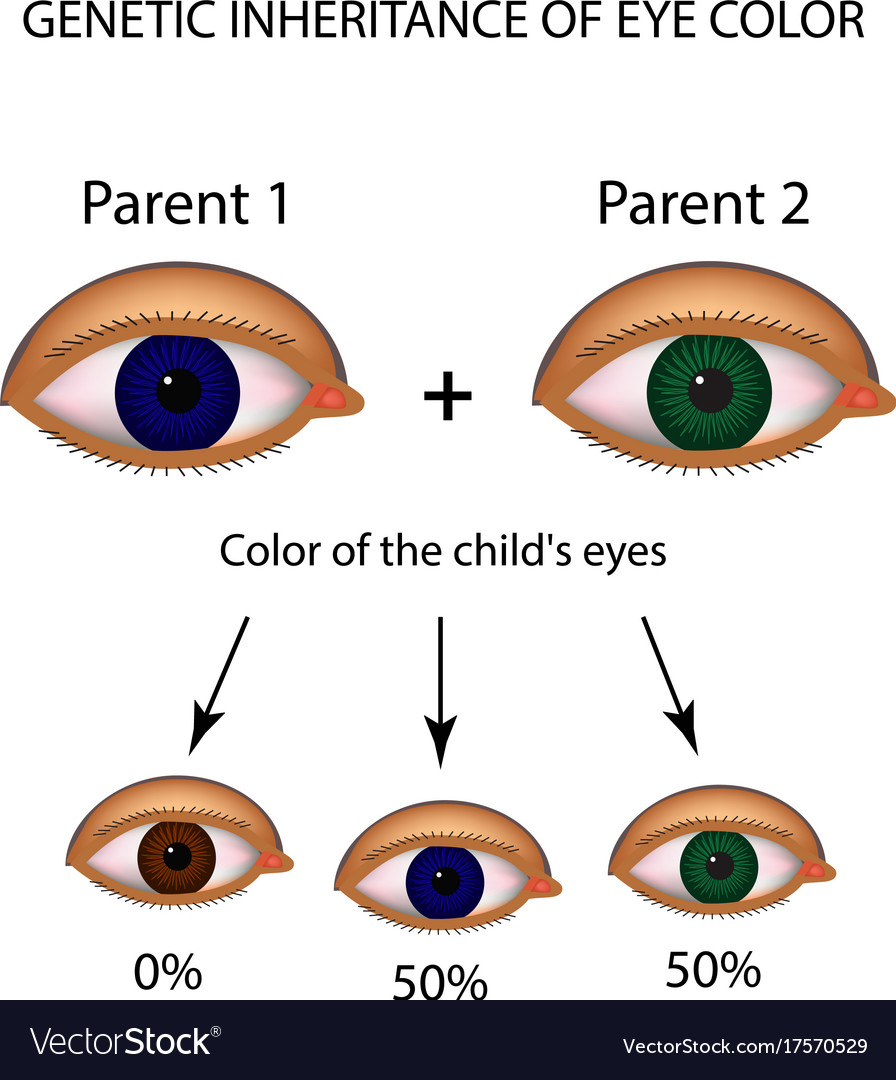 GENETIC INHERITANCE OF EYE COLOR
Parent 1
Parent 2
+
Color of the child's eyes
0%
50%
50%
VectorStock®
VectorStock.com/17570529